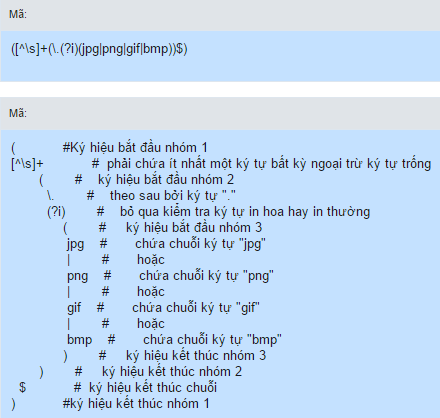 Mã:
([^\s]+(\.(?i)(jpg|png|gif|bmp))$)
Mã:
( #Ký hiệu bắt đầu nhóm 1
[^\s]+ # phải chứa ít nhất một ký tự bất kỳ ngoại trừ ký tự trống
( # ký hiệu bắt đầu nhóm 2
\. # theo sau bởi ký tự "."
(?i) # bỏ qua kiểm tra ký tự in hoa hay in thường
( # ký hiệu bắt đầu nhóm 3
jpg # chứa chuỗi ký tự "jpg"
| # hoặc
png # chứa chuỗi ký tự "png"
| # hoặc
gif # chứa chuỗi ký tự "gif"
| # hoặc
bmp # chứa chuỗi ký tự "bmp"
) # ký hiệu kết thúc nhóm 3
) # ký hiệu kết thúc nhóm 2
$ # ký hiệu kết thúc chuỗi
) #ký hiệu kết thúc nhóm 1